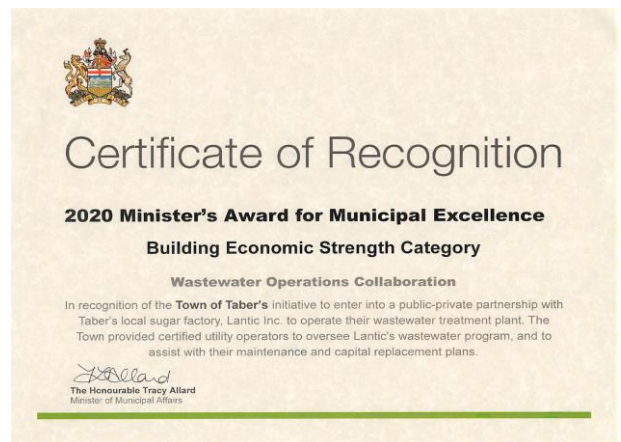 Certificate of Recognition
2020 Minister's Award for Municipal Excellence
Building Economic Strength Category
Wastewater Operations Collaboration
In recognition of the Town of Taber's initiative to enter into a public-private partnership with
Taber's local sugar factory, Lantic Inc. to operate their wastewater treatment plant. The
Town provided certified utility operators to oversee Lantic's wastewater program, and to
assist with their maintenance and capital replacement plans.
The Honourable Tracy Allard
Minister of Municipal Affairs